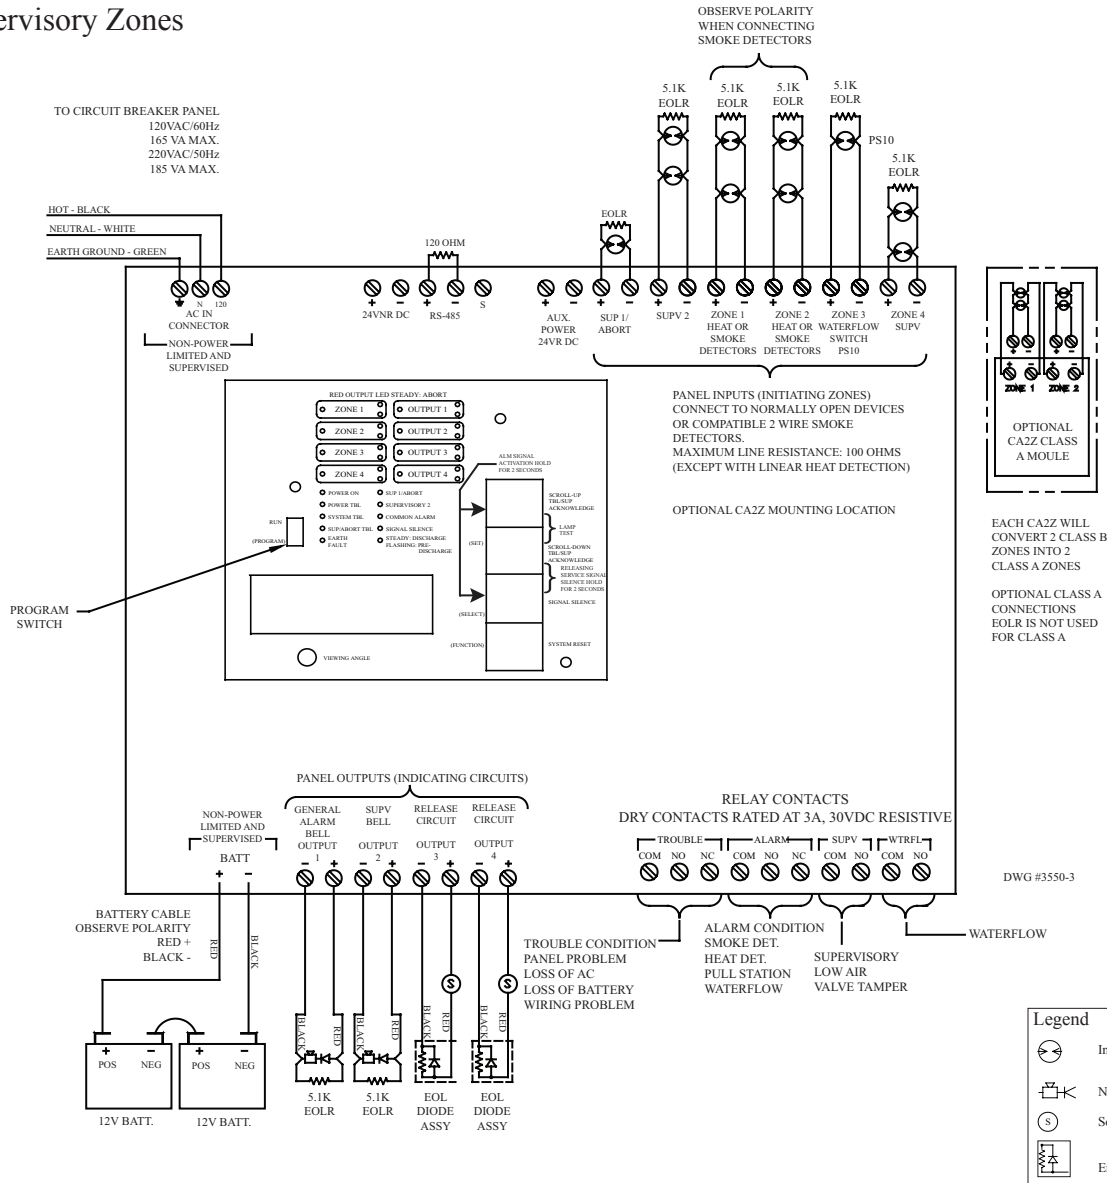 ervisory Zones
OBSERVE POLARITY
WHEN CONNECTING
SMOKE DETECTORS
TO CIRCUIT BREAKER PANEL
120VAC/60Hz
165 VA MAX.
220VAC/50Hz
185 VA MAX.
5.1K
EOLR
5.1K
EOLR
5.1K
EOLR
5.1K
EOLR
PS10
5.1K
EOLR
HOT - BLACK
NEUTRAL - WHITE
EARTH GROUND - GREEN
120 OHM
EOLR
N 120
AC IN
CONNECTOR
NON-POWER
LIMITED AND
SUPERVISED
+ -
24VNR DC
+ -
RS-485
S
+ -
AUX.
POWER
24VR DC
+ -
SUP 1/
ABORT
+ -
SUPV 2
+ -
ZONE 1
HEAT OR
SMOKE
DETECTORS
+ -
ZONE 2
HEAT OR
SMOKE
DETECTORS
+ -
ZONE 3
WATERFLOW
SWITCH
PS10
+ -
ZONE 4
SUPV
PANEL INPUTS (INITIATING ZONES)
CONNECT TO NORMALLY OPEN DEVICES
OR COMPATIBLE 2 WIRE SMOKE
DETECTORS.
MAXIMUM LINE RESISTANCE: 100 OHMS
(EXCEPT WITH LINEAR HEAT DETECTION)
OPTIONAL CA2Z MOUNTING LOCATION
+ - + -
+ - + -
ZONE 1 ZONE 2
OPTIONAL
CA2Z CLASS
A MOULE
EACH CA2Z WILL
CONVERT 2 CLASS B
ZONES INTO 2
CLASS A ZONES
OPTIONAL CLASS A
CONNECTIONS
EOLR IS NOT USED
FOR CLASS A
RED OUTPUT LED STEADY: ABORT
ZONE 1 OUTPUT 1
ZONE 2 OUTPUT 2
ZONE 3 OUTPUT 3
ZONE 4 OUTPUT 4
POWER ON SUP 1/ABORT
POWER TBL SUPERVISORY 2
SYSTEM TBL COMMON ALARM
SUP/ABORT TBL SIGNAL SILENCE
EARTH
FAULT
STEADY: DISCHARGE
FLASHING: PRE-
DISCHARGE
RUN
(PROGRAM)
PROGRAM
SWITCH
VIEWING ANGLE
ALM SIGNAL
ACTIVATION HOLD
FOR 2 SECONDS
(SET)
(SELECT)
(FUNCTION)
SCROLL-UP
TBL/SUP
ACKNOWLEDGE
LAMP
TEST
SCROLL-DOWN
TBL/SUP
ACKNOWLEDGE
RELEASING
SERVICE SIGNAL
SILENCE HOLD
FOR 2 SECONDS
SIGNAL SILENCE
SYSTEM RESET
PANEL OUTPUTS (INDICATING CIRCUITS)
NON-POWER
LIMITED AND
SUPERVISED
BATT
+ -
GENERAL
ALARM
BELL
OUTPUT
1
- +
SUPV
BELL
OUTPUT
2
- +
RELEASE
CIRCUIT
OUTPUT
3
- +
RELEASE
CIRCUIT
OUTPUT
4
- +
RELAY CONTACTS
DRY CONTACTS RATED AT 3A, 30VDC RESISTIVE
TROUBLE ALARM SUPV WTRFL
COM NO NC COM NO NC COM NO COM NO
DWG #3550-3
BATTERY CABLE
OBSERVE POLARITY
RED +
BLACK -
RED
BLACK
TROUBLE CONDITION
PANEL PROBLEM
LOSS OF AC
LOSS OF BATTERY
WIRING PROBLEM
ALARM CONDITION
SMOKE DET.
HEAT DET.
PULL STATION
WATERFLOW
SUPERVISORY
LOW AIR
VALVE TAMPER
WATERFLOW
S S
BLACK RED BLACK RED BLACK RED BLACK RED
+ - + -
POS NEG POS NEG
12V BATT. 12V BATT.
5.1K
EOLR
5.1K
EOLR
EOL
DIODE
ASSY
EOL
DIODE
ASSY
Legend
In
N
S
S
E